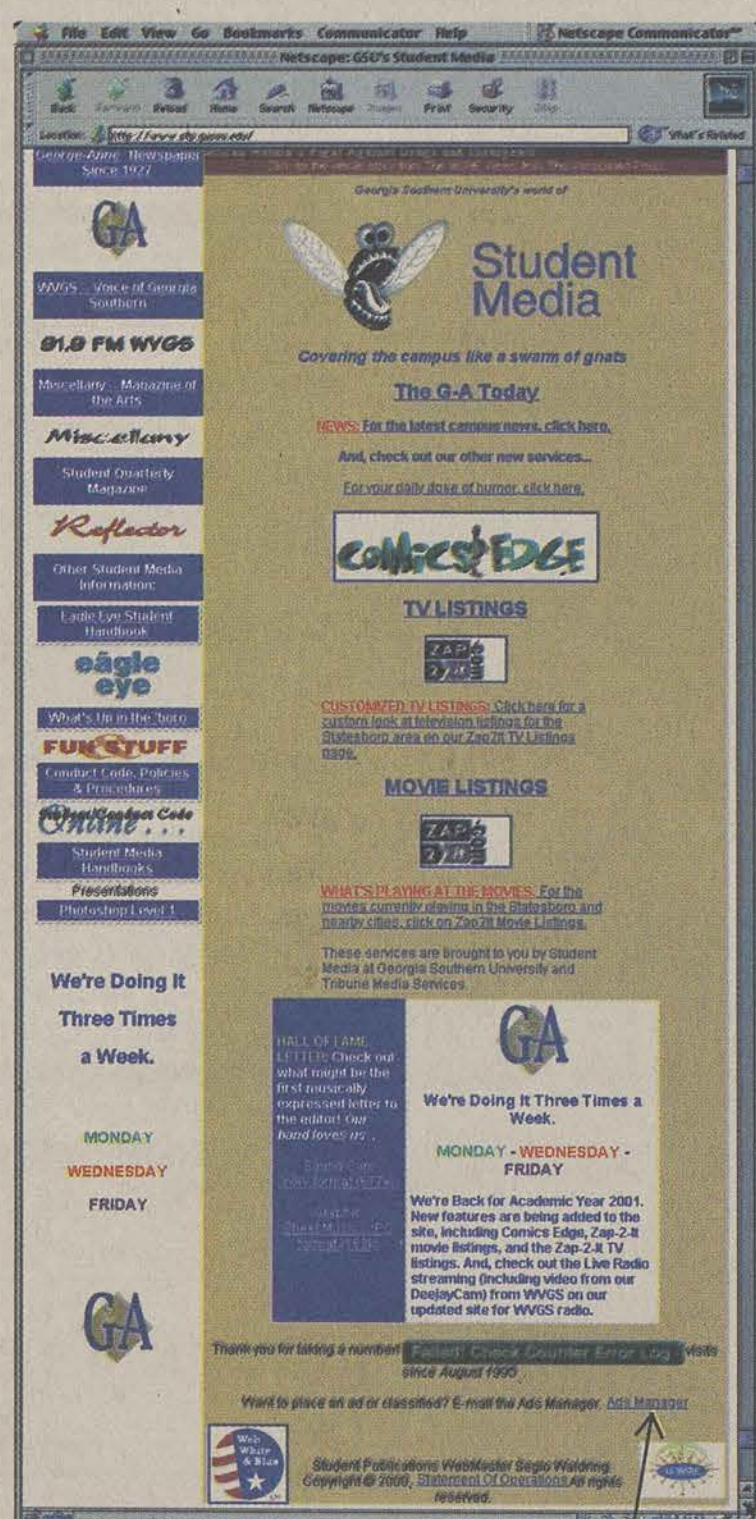 File Edit View Go Bookmarks Communicator Help Netscape Communicator™
Netscape: GSU's Student Media
Back Forward Reload Home Search Netscape Images Print Security Stop
Location: http://www.stp.gasou.edu/ What's Related
George-Anne Newspaper
Since 1927
GA
WVGS... Voice of Georgia
Southern
91.9 FM WVGS
Miscellany... Magazine of
the Arts
Miscellany
Student Quarterly
Magazine
Reflector
Other Student Media
Information:
Eagle Eye Student
Handbook
eagle
eye
What's Up in the 'boro
FUN STUFF
Conduct Code, Policies
& Procedures
Student Conduct Code
Online...
Student Media
Handbooks
Presentations
Photoshop Level 1
We're Doing It
Three Times
a Week.
MONDAY
WEDNESDAY
FRIDAY
GA
Georgia Southern University's world of
Student
Media
Covering the campus like a swarm of gnats
The G-A Today
NEWS: For the latest campus news, click here.
And, check out our other new services...
For your daily dose of humor, click here.
COMICS EDGE
TV LISTINGS
ZAP
2it.com
CUSTOMIZED TV LISTINGS: Click here for a
custom look at television listings for the
Statesboro area on our Zap2it TV Listings
page.
MOVIE LISTINGS
ZAP
2it.com
WHAT'S PLAYING AT THE MOVIES: For the
movies currently playing in the Statesboro and
nearby cities, click on Zap2it Movie Listings.
These services are brought to you by Student
Media at Georgia Southern University and
Tribune Media Services.
HALL OF FAME
LETTER: Check out
what might be the
first musically
expressed letter to
the editor! Our
band loves us...
GA
We're Doing It Three Times a
Week.
MONDAY - WEDNESDAY -
FRIDAY
We're Back for Academic Year 2001.
New features are being added to the
site, including Comics Edge, Zap-2-It
movie listings, and the Zap-2-It TV
listings. And, check out the Live Radio
streaming (including video from our
DeejayCam) from WVGS on our
updated site for WVGS radio.
Thank you for taking a number! Failed! Check Counter Error Log visits
since August 1995
Want to place an ad or classified? E-mail the Ads Manager. Ads Manager
Web
White
& Blue
Student Publications WebMaster Segio Waldring
Copyright © 2000, Statement Of Operations All rights
reserved.
U-WIRE